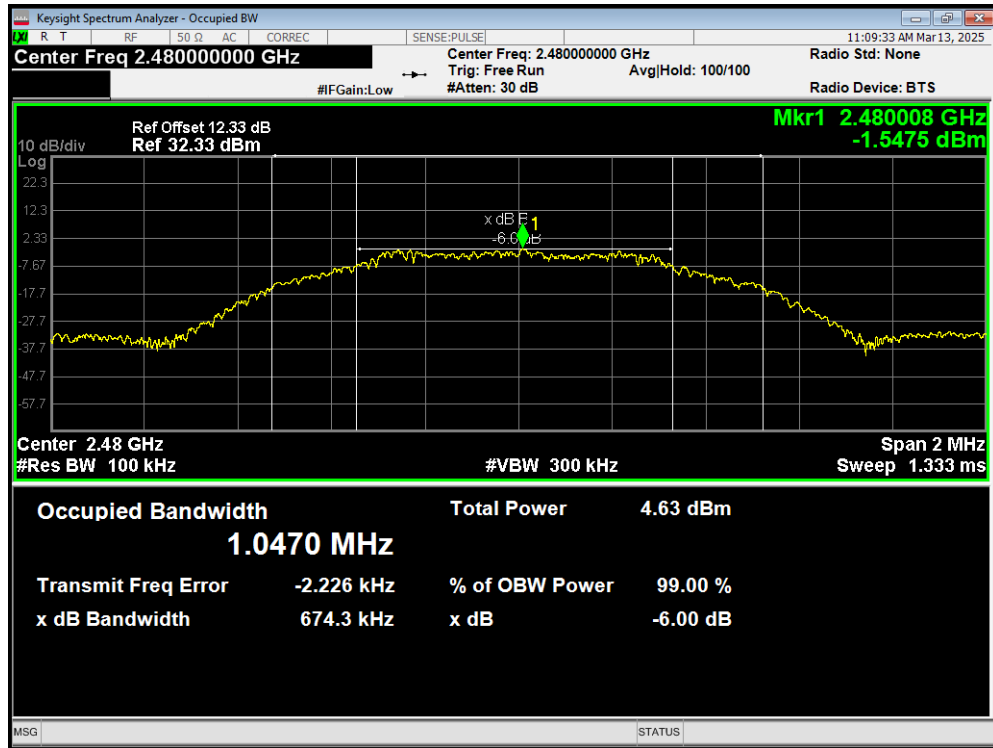 Keysight Spectrum Analyzer - Occupied BW
LXI R T RF 50 Ω AC CORREC SENSE:PULSE 11:09:33 AM Mar 13, 2025
Center Freq 2.480000000 GHz
Center Freq: 2.480000000 GHz
Radio Std: None
Trig: Free Run Avg|Hold: 100/100
#IFGain:Low
#Atten: 30 dB
Radio Device: BTS
Mkr1 2.480008 GHz
-1.5475 dBm
Ref Offset 12.33 dB
10 dB/div Ref 32.33 dBm
Log
22.3
12.3
2.33
-7.67
-17.7
-27.7
-37.7
-47.7
-57.7
x dB 1
-6.0 dB
Center 2.48 GHz Span 2 MHz
#Res BW 100 kHz #VBW 300 kHz Sweep 1.333 ms
Occupied Bandwidth Total Power 4.63 dBm
1.0470 MHz
Transmit Freq Error -2.226 kHz % of OBW Power 99.00 %
x dB Bandwidth 674.3 kHz x dB -6.00 dB
MSG STATUS